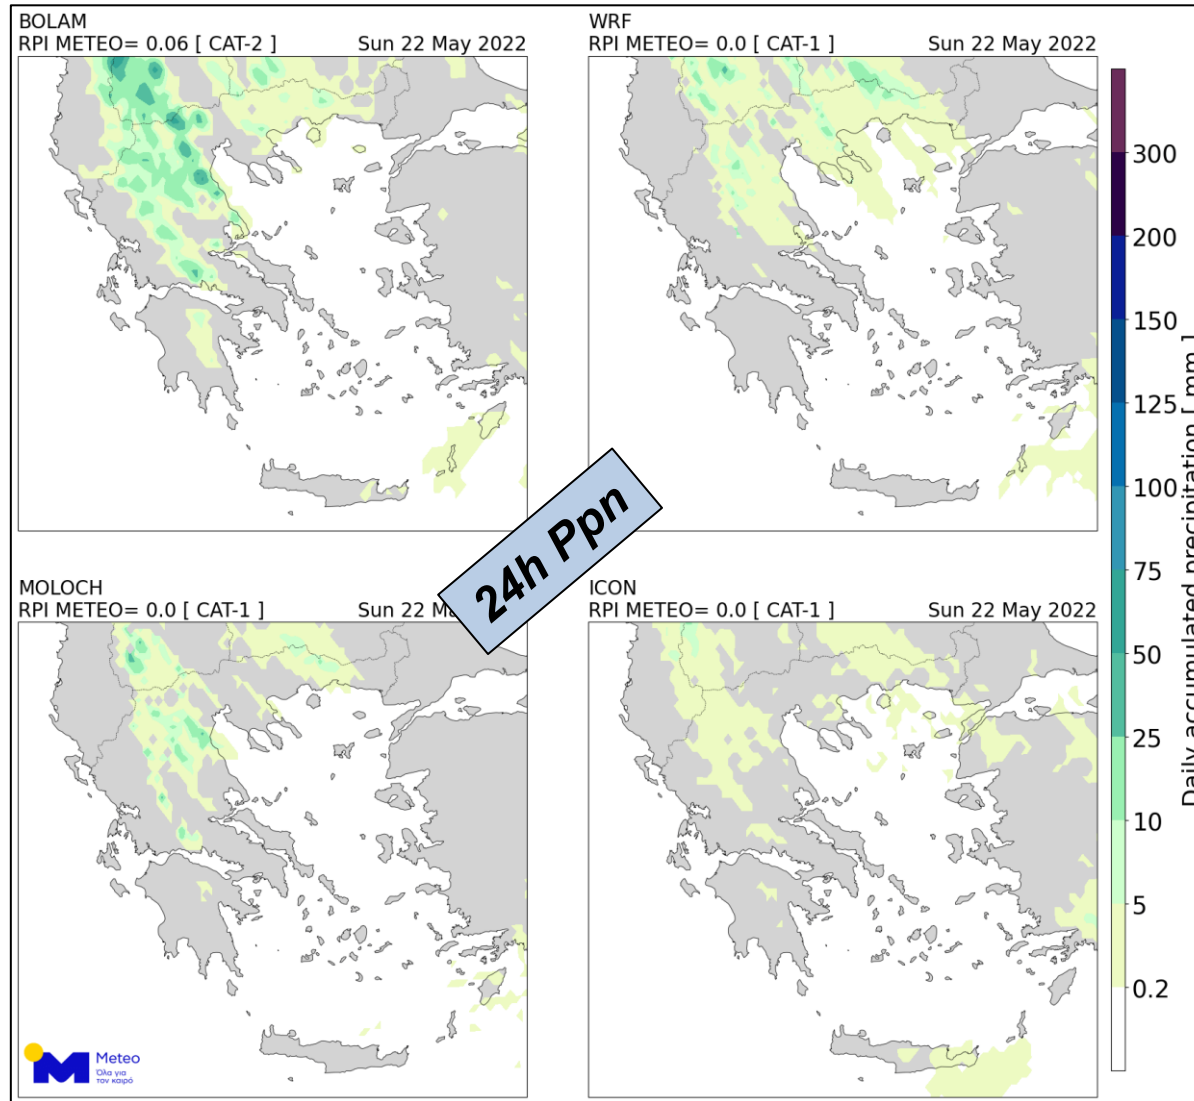 BOLAM
RPI METEO= 0.06 [ CAT-2 ] Sun 22 May 2022
WRF
RPI METEO= 0.0 [ CAT-1 ] Sun 22 May 2022
24h Ppn
MOLOCH
RPI METEO= 0.0 [ CAT-1 ] Sun 22
ICON
RPI METEO= 0.0 [ CAT-1 ] Sun 22 May 2022
300
200
150
125
100
75
50
25
10
5
0.2
Daily accumulated precipitation [ mm ]
Meteo
Όλα για
τον καιρό